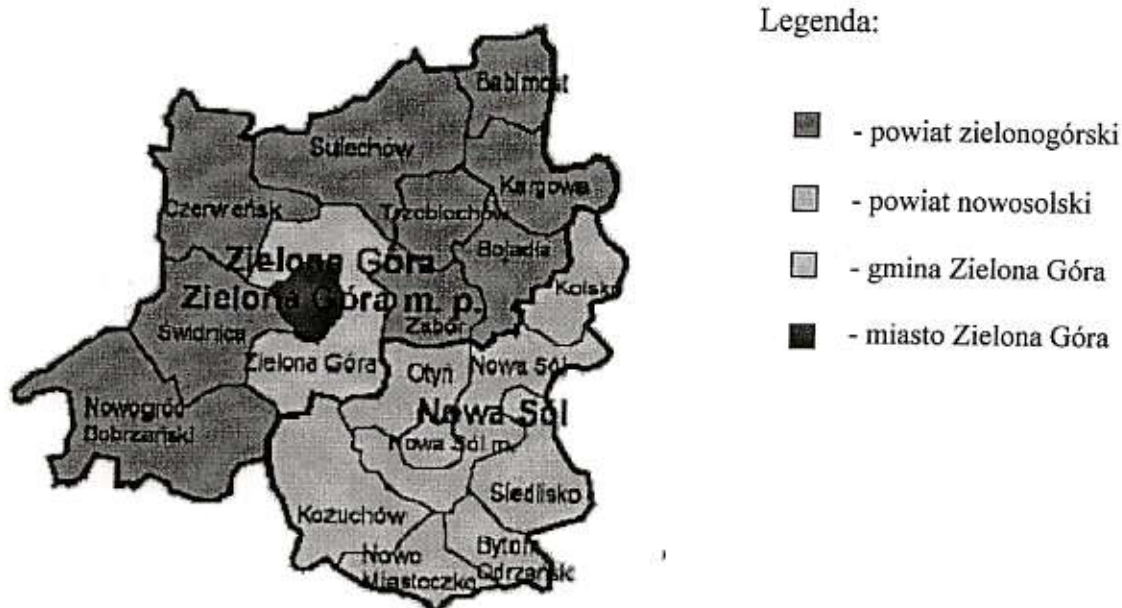 Legenda:
- powiat zielonogórski
- powiat nowosolski
- gmina Zielona Góra
- miasto Zielona Góra
Babimost
Sulechów
Kargowa
Czerwieńsk
Trzebiechów
Bojadła
Zielona Góra
Kolsko
Zielona Góra m. p.
Zabór
Świdnica
Zielona Góra
Otyń
Nowa Sól
Nowogród
Bobrzański
Nowa Sól
Nowa Sól m.
Siedlisko
Kożuchów
Bytom
Odrzański
Nowe
Miasteczko